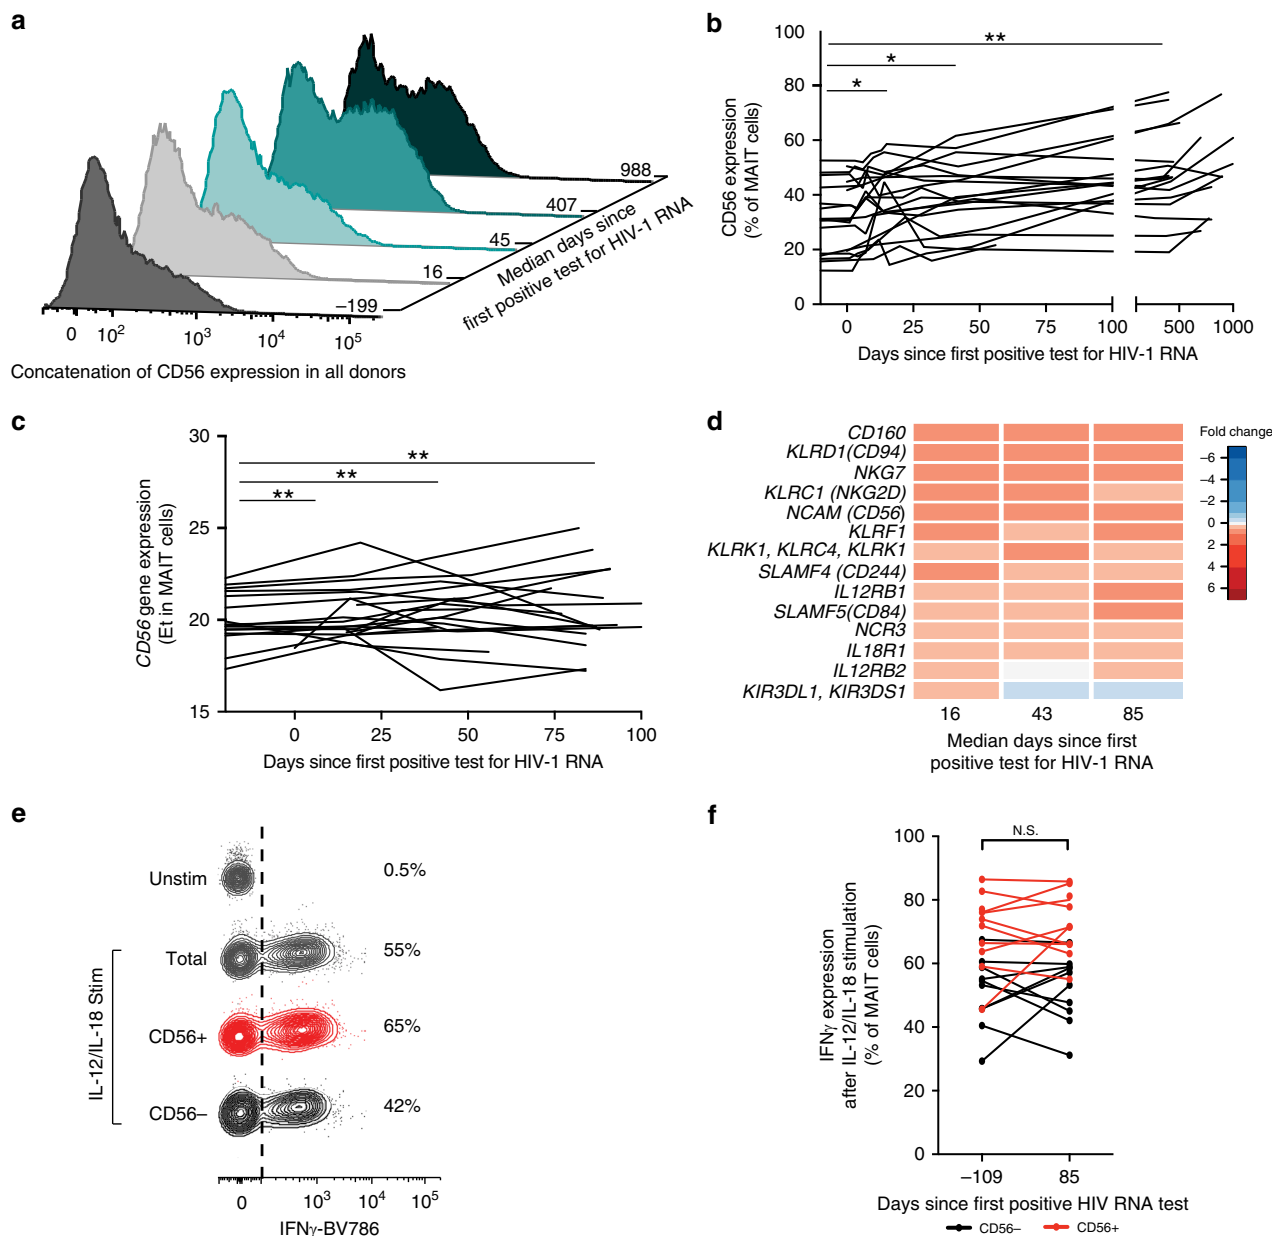 a
988
407
45
16
−199
Median days since
first positive test for HIV-1 RNA
0 10² 10³ 10⁴ 10⁵
Concatenation of CD56 expression in all donors
b
CD56 expression
(% of MAIT cells)
100
80
60
40
20
0
**
*
*
0 25 50 75 100 500 1000
Days since first positive test for HIV-1 RNA
c
CD56 gene expression
(Et in MAIT cells)
30
25
20
15
**
**
**
0 25 50 75 100
Days since first positive test for HIV-1 RNA
d
CD160
KLRD1(CD94)
NKG7
KLRC1 (NKG2D)
NCAM (CD56)
KLRF1
KLRK1, KLRC4, KLRK1
SLAMF4 (CD244)
IL12RB1
SLAMF5(CD84)
NCR3
IL18R1
IL12RB2
KIR3DL1, KIR3DS1
16 43 85
Median days since first
positive test for HIV-1 RNA
Fold change
−6
−4
−2
0
2
4
6
e
IL-12/IL-18 Stim
Unstim 0.5%
Total 55%
CD56+ 65%
CD56− 42%
0 10³ 10⁴ 10⁵
IFNγ-BV786
f
IFNγ expression
after IL-12/IL-18 stimulation
(% of MAIT cells)
N.S.
100
80
60
40
20
0
−109 85
Days since first positive HIV RNA test
CD56− CD56+